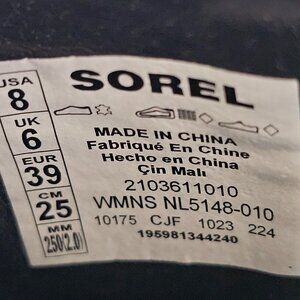 SOREL
USA
8
UK
6
EUR
39
CM
25
MM
250(2.0)
MADE IN CHINA
Fabriqué En Chine
Hecho en China
Çin Malı
2103611010
WMNS NL5148-010
10175 CJF 1023 224
195981344240